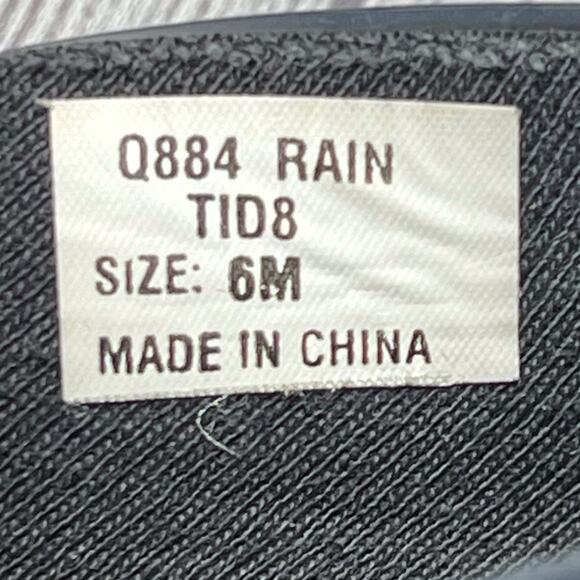 Q884 RAIN
TID8
SIZE: 6M
MADE IN CHINA